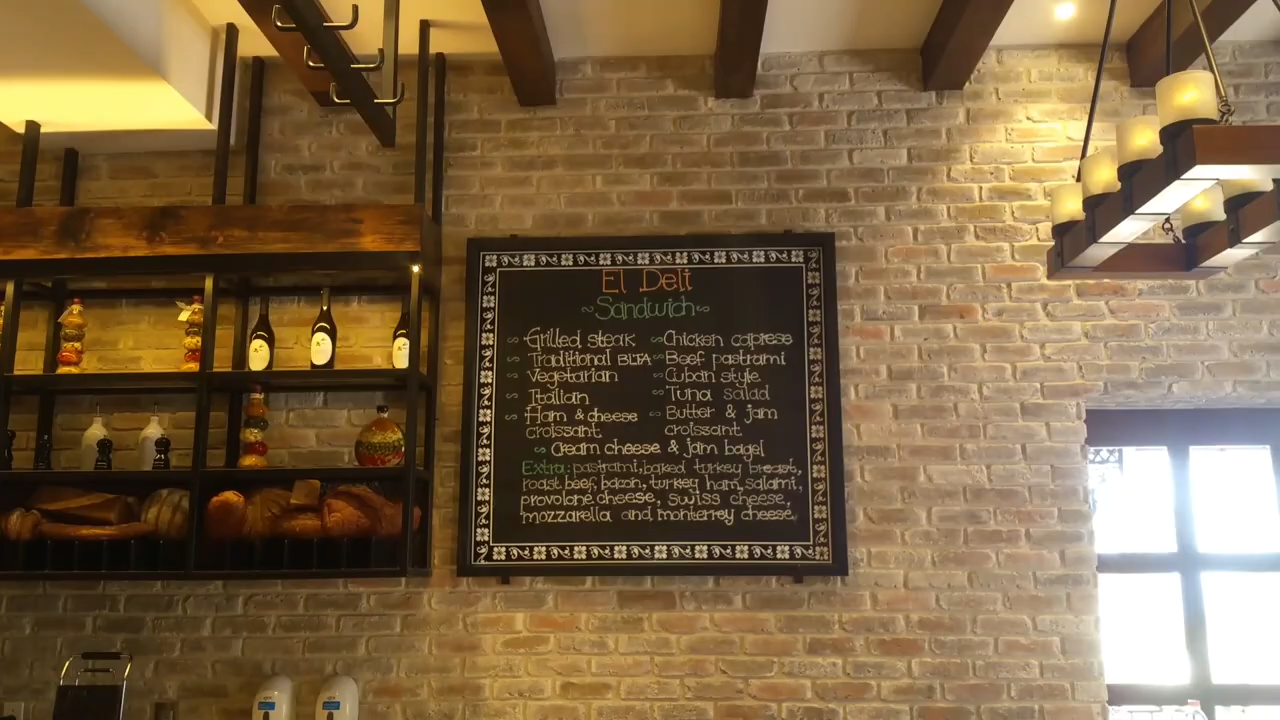 El Deli
~Sandwich~
~ Grilled steak ~ Chicken caprese
~ Traditional BLTA ~ Beef pastrami
~ Vegetarian ~ Cuban style
~ Italian ~ Tuna salad
~ Ham & cheese ~ Butter & jam
croissant croissant
~ Cream cheese & jam bagel
Extra: pastrami, baked turkey breast,
roast beef, bacon, turkey ham, salami,
provolone cheese, swiss cheese,
mozzarella and monterrey cheese.